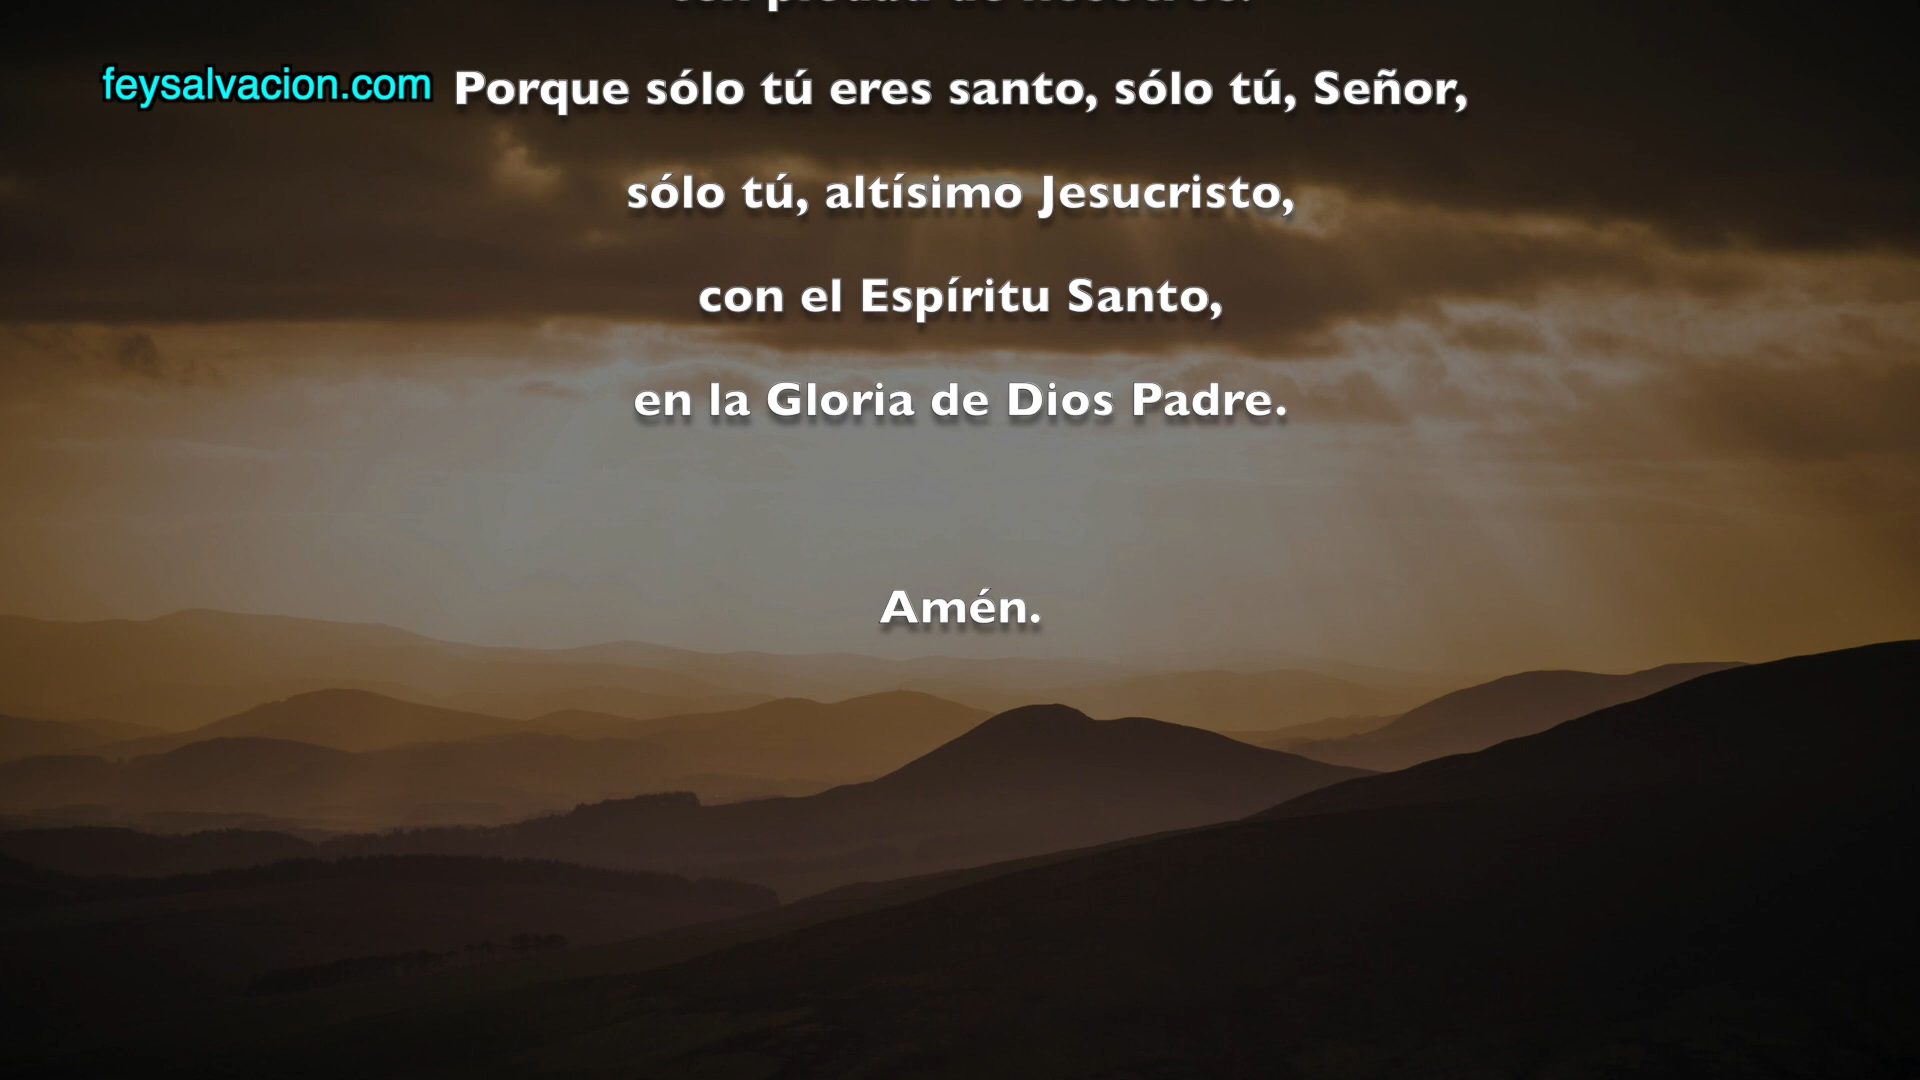 feysalvacion.com
Porque sólo tú eres santo, sólo tú, Señor,
sólo tú, altísimo Jesucristo,
con el Espíritu Santo,
en la Gloria de Dios Padre.
Amén.